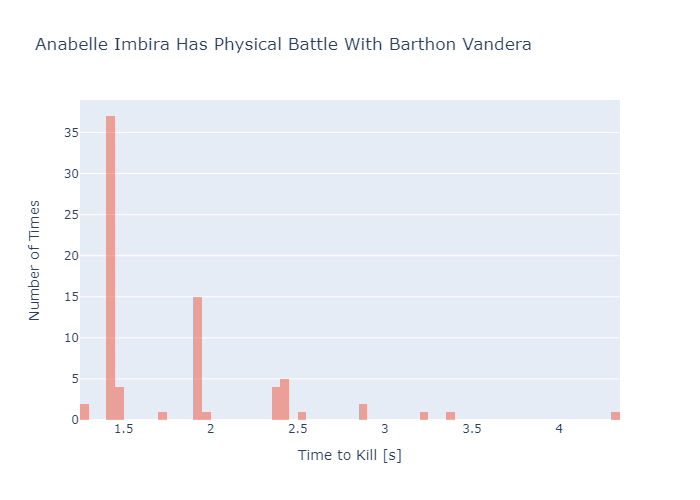 Anabelle Imbira Has Physical Battle With Barthon Vandera
35
30
25
20
15
10
5
0
Number of Times
1.5 2 2.5 3 3.5 4
Time to Kill [s]